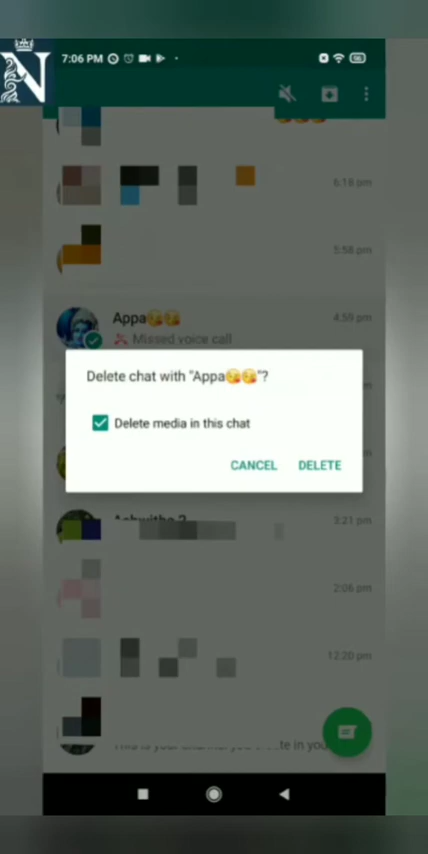 N
7:06 PM
6:18 pm
5:58 pm
Appa😘😘
4:59 pm
Missed voice call
Delete chat with "Appa😘😘"?
Delete media in this chat
CANCEL
DELETE
3:21 pm
2:06 pm
12:20 pm